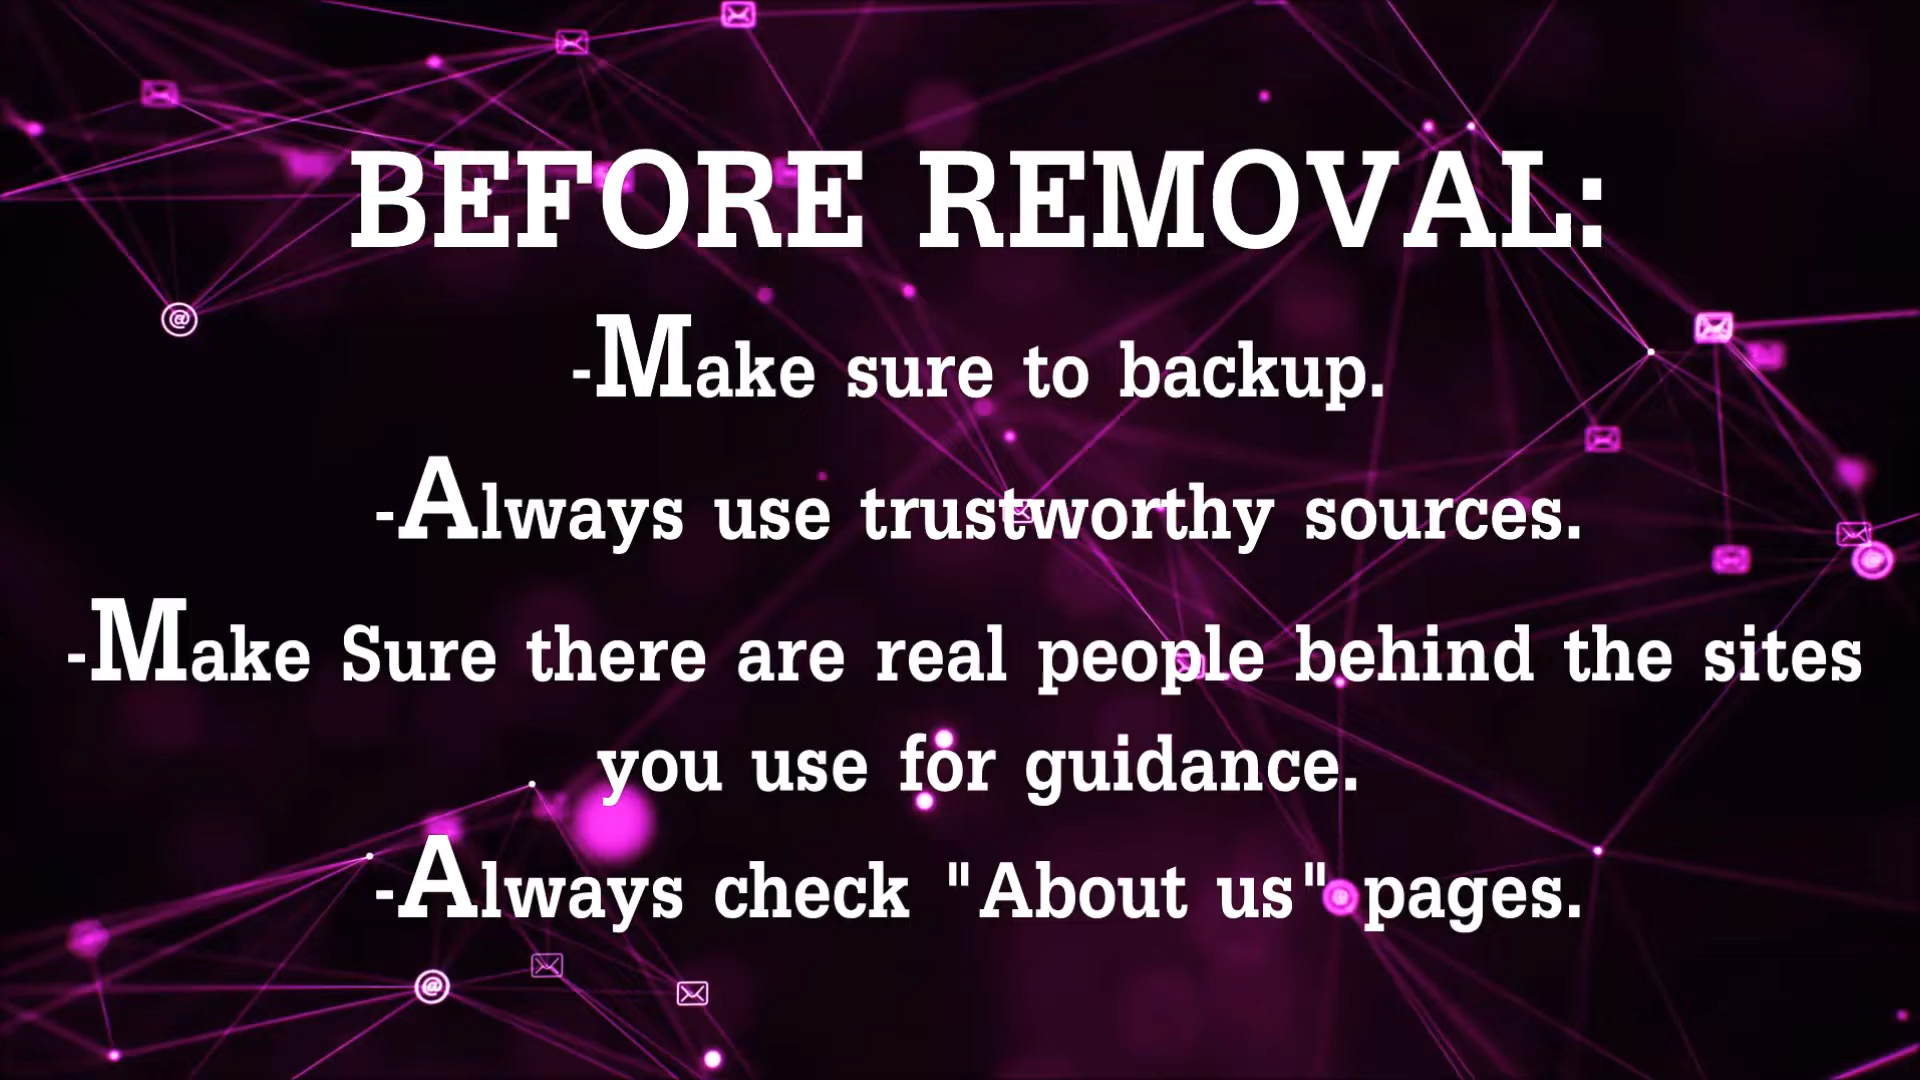 BEFORE REMOVAL:
-Make sure to backup.
-Always use trustworthy sources.
-Make Sure there are real people behind the sites
you use for guidance.
-Always check "About us" pages.